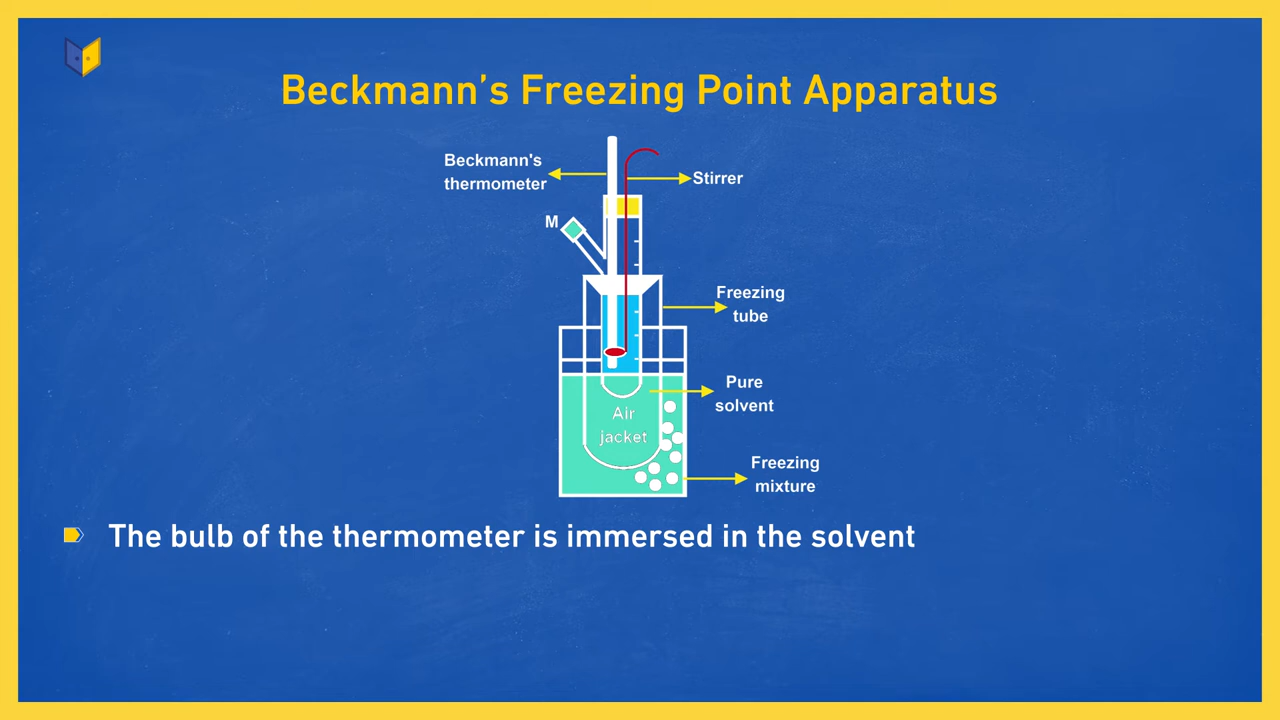 Beckmann’s Freezing Point Apparatus
Beckmann's
thermometer
Stirrer
M
Freezing
tube
Pure
solvent
Air
jacket
Freezing
mixture
The bulb of the thermometer is immersed in the solvent